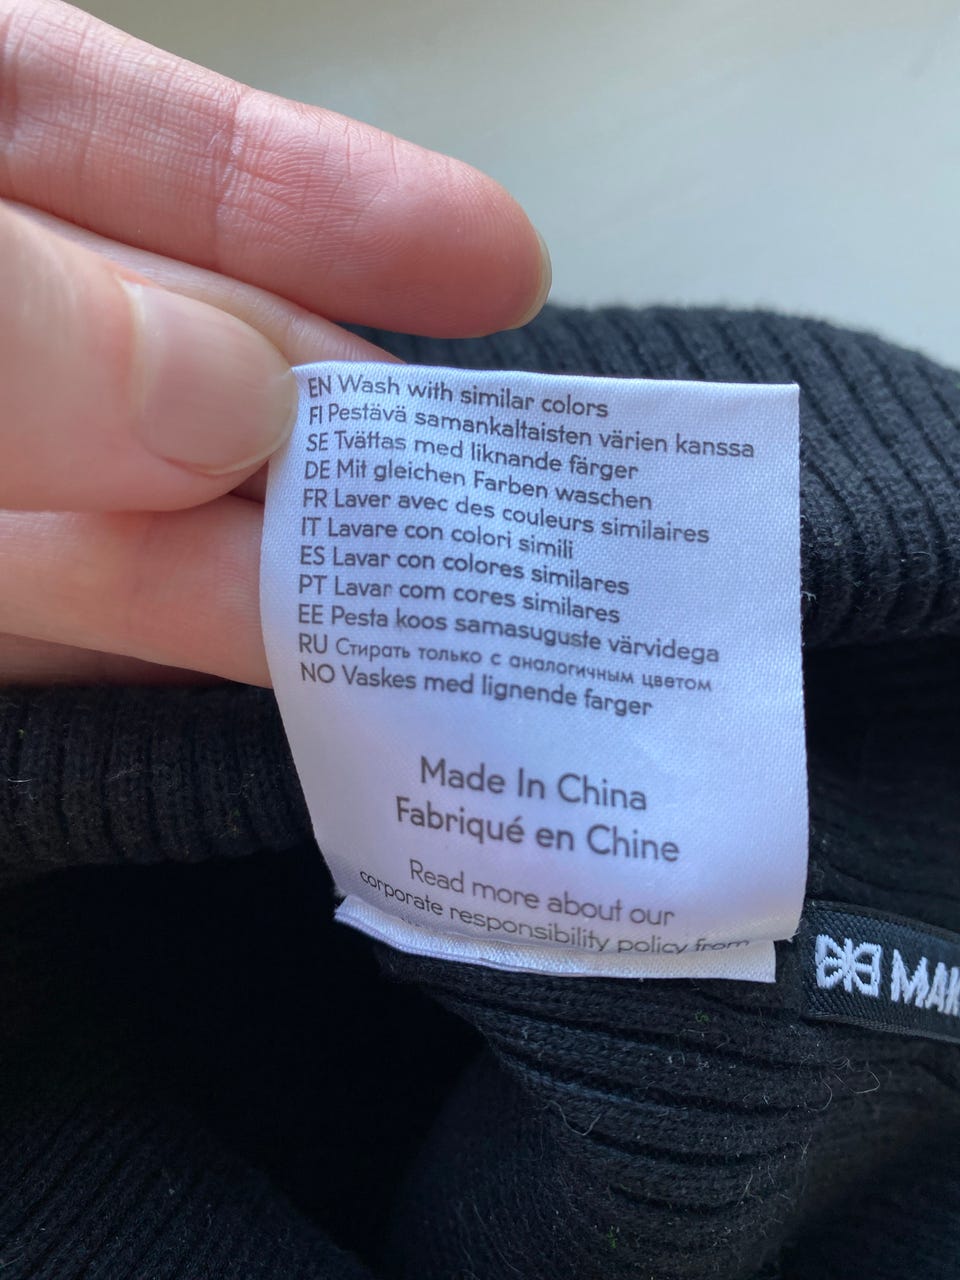 EN Wash with similar colors
FI Pestävä samankaltaisten värien kanssa
SE Tvättas med liknande färger
DE Mit gleichen Farben waschen
FR Laver avec des couleurs similaires
IT Lavare con colori simili
ES Lavar con colores similares
PT Lavar com cores similares
EE Pesta koos samasuguste värvidega
RU Стирать только с аналогичным цветом
NO Vaskes med lignende farger
Made In China
Fabriqué en Chine
Read more about our
corporate responsibility policy from